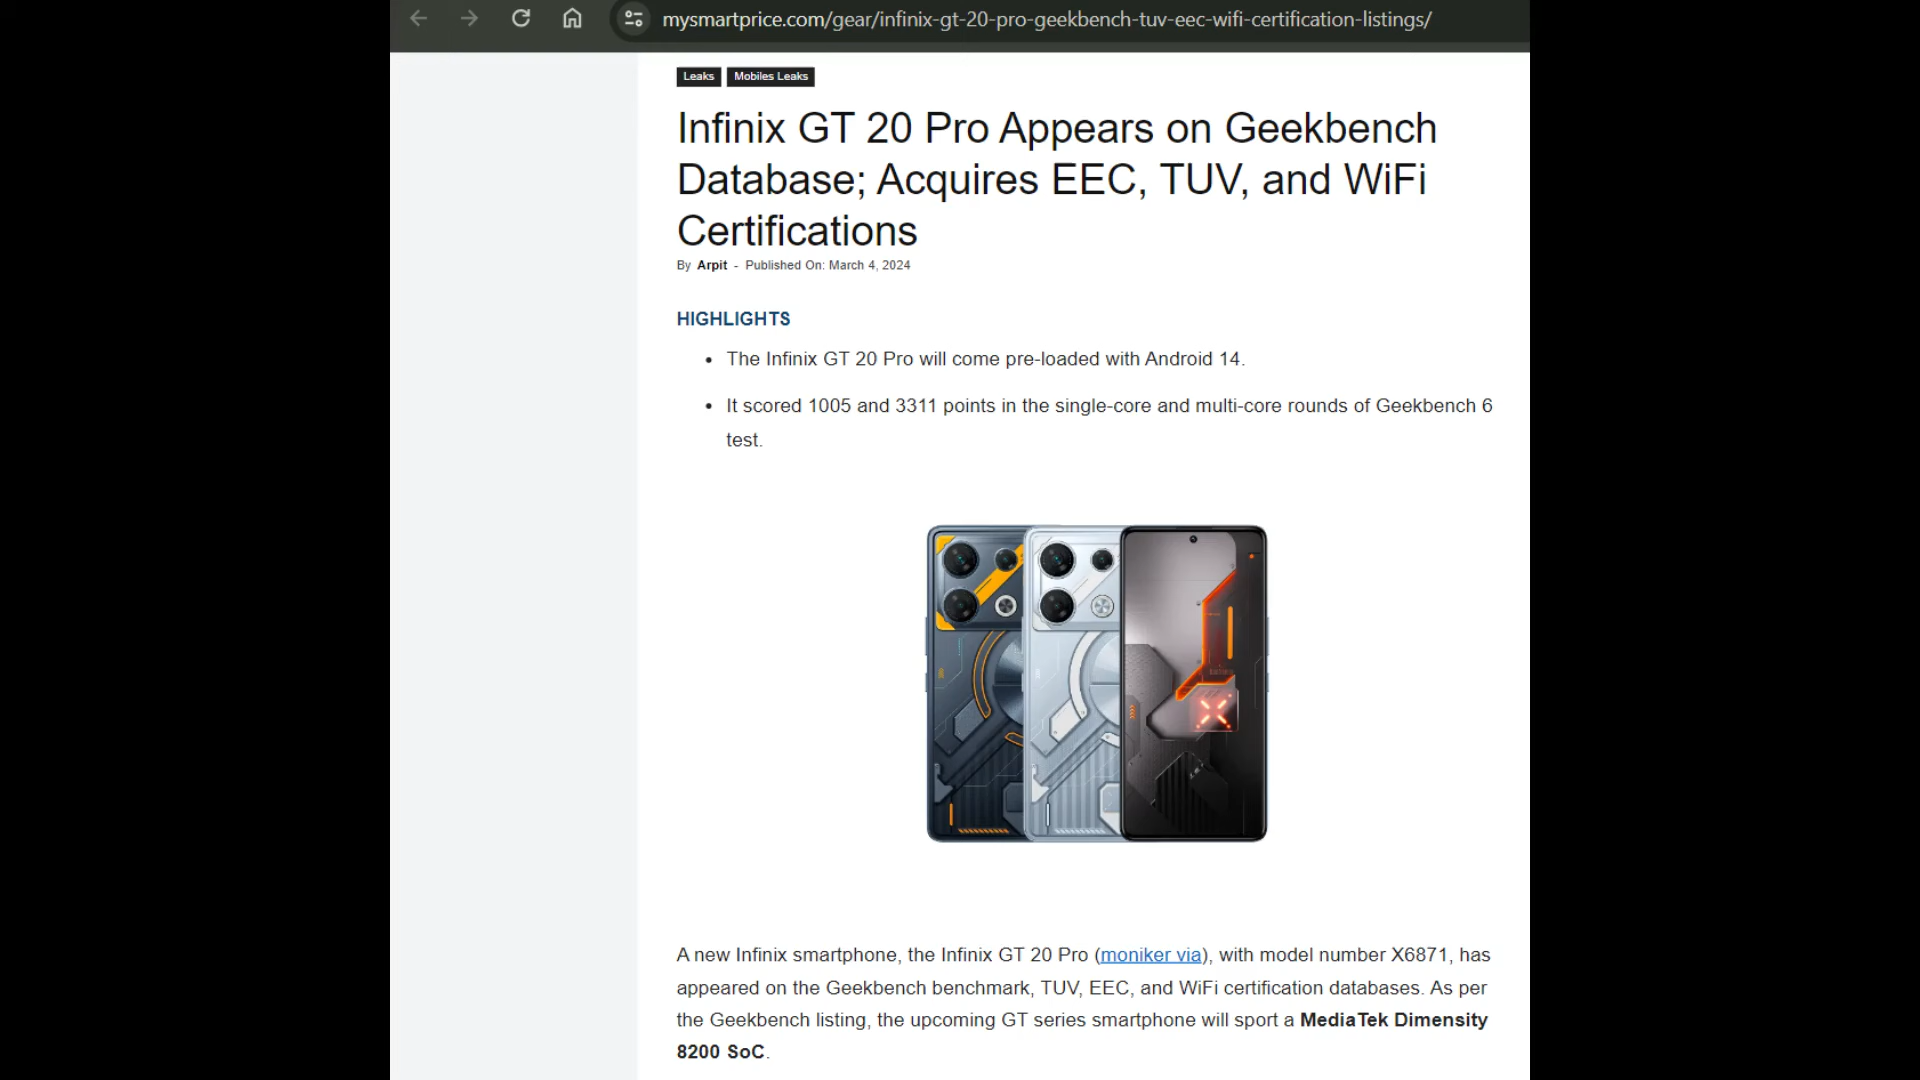 mysmartprice.com/gear/infinix-gt-20-pro-geekbench-tuv-eec-wifi-certification-listings/
Leaks Mobiles Leaks
Infinix GT 20 Pro Appears on Geekbench
Database; Acquires EEC, TUV, and WiFi
Certifications
By Arpit - Published On: March 4, 2024
HIGHLIGHTS
• The Infinix GT 20 Pro will come pre-loaded with Android 14.
• It scored 1005 and 3311 points in the single-core and multi-core rounds of Geekbench 6
test.
A new Infinix smartphone, the Infinix GT 20 Pro (moniker via), with model number X6871, has
appeared on the Geekbench benchmark, TUV, EEC, and WiFi certification databases. As per
the Geekbench listing, the upcoming GT series smartphone will sport a MediaTek Dimensity
8200 SoC.